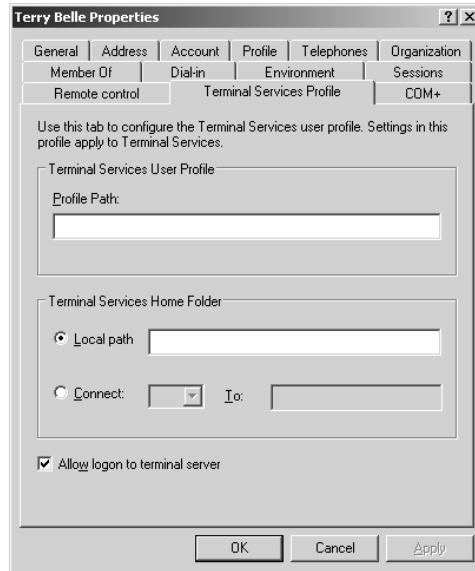 Terry Belle Properties ? ×
General Address Account Profile Telephones Organization
Member Of Dial-in Environment Sessions
Remote control Terminal Services Profile COM+
Use this tab to configure the Terminal Services user profile. Settings in this
profile apply to Terminal Services.
Terminal Services User Profile
Profile Path:
Terminal Services Home Folder
Local path
Connect: To:
Allow logon to terminal server
OK Cancel Apply